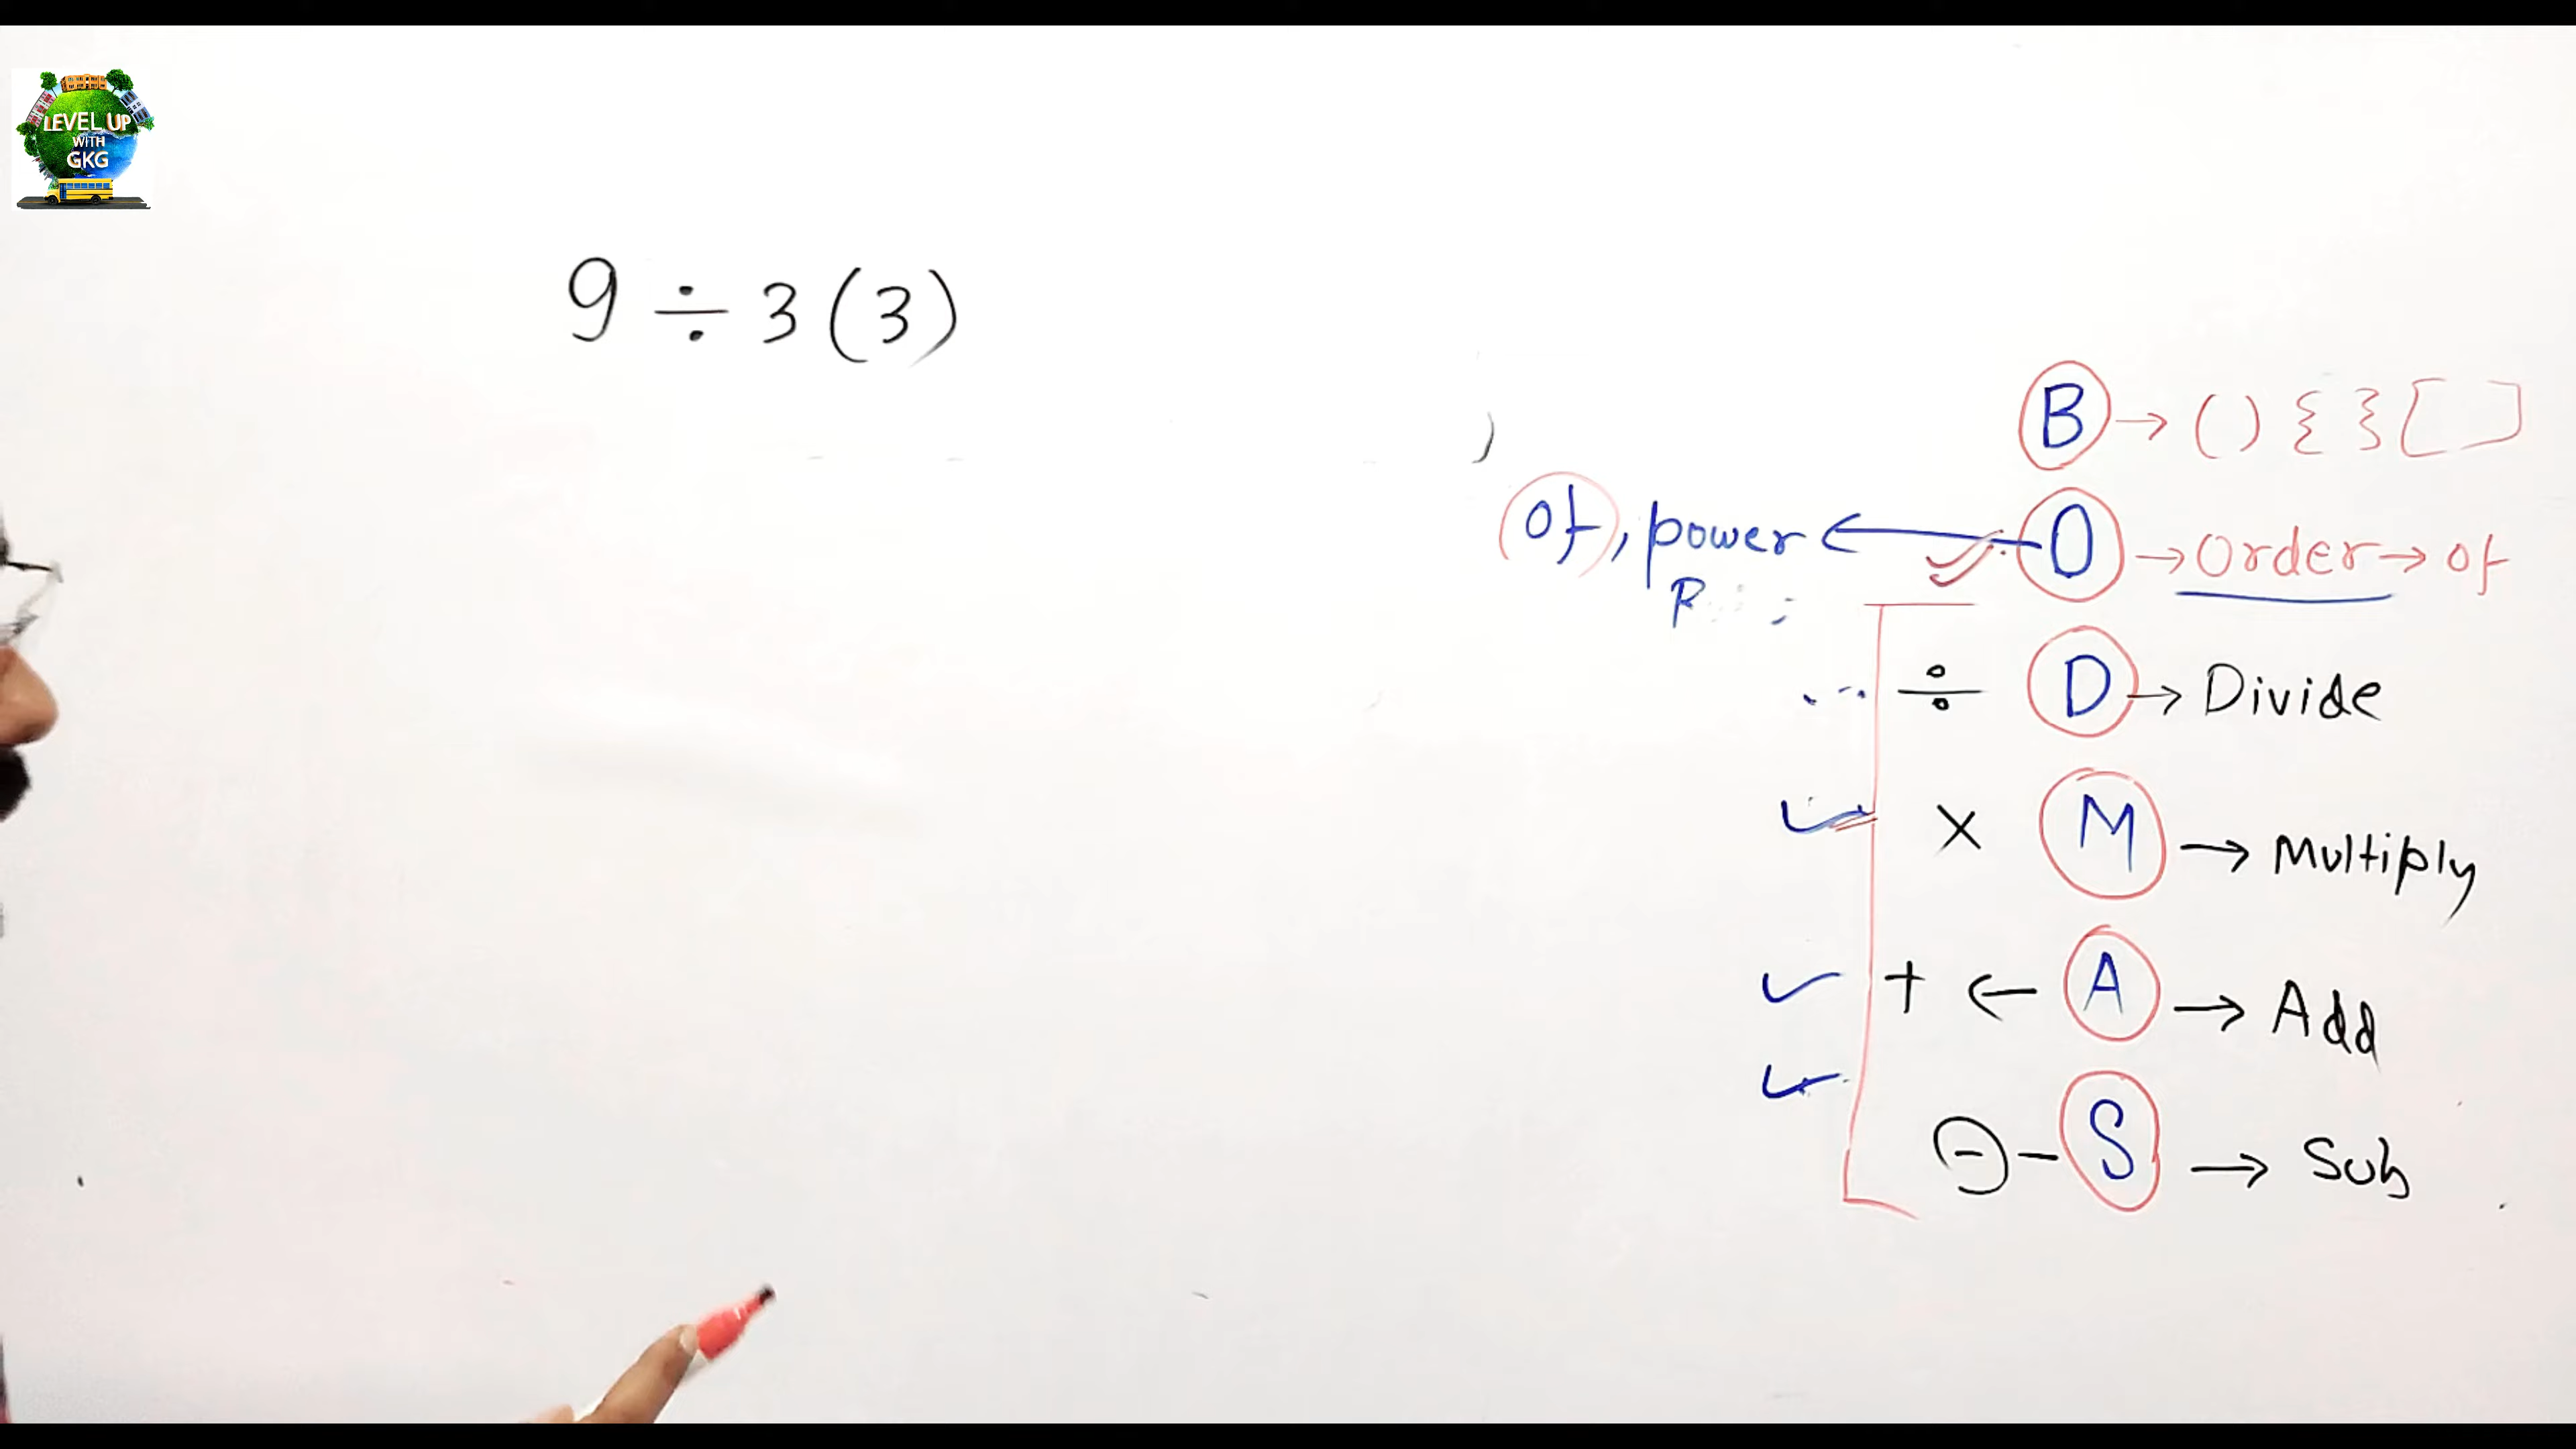 LEVEL UP
WITH
GKG
9 ÷ 3 (3)
B → ( ) { } [ ]
of, power ← O → Order → of
÷ D → Divide
× M → Multiply
+ ← A → Add
(-) – S → Sub